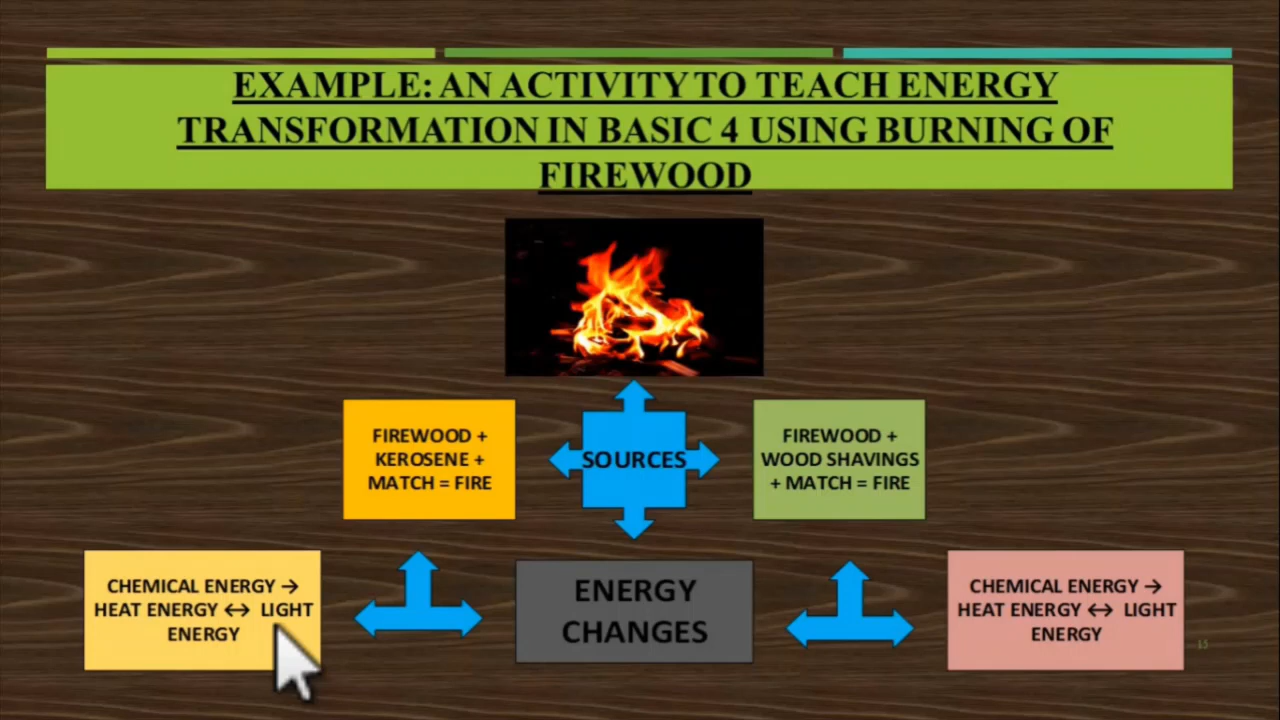 EXAMPLE: AN ACTIVITY TO TEACH ENERGY
TRANSFORMATION IN BASIC 4 USING BURNING OF
FIREWOOD
FIREWOOD +
KEROSENE +
MATCH = FIRE
SOURCES
FIREWOOD +
WOOD SHAVINGS
+ MATCH = FIRE
CHEMICAL ENERGY →
HEAT ENERGY ↔ LIGHT
ENERGY
ENERGY
CHANGES
CHEMICAL ENERGY →
HEAT ENERGY ↔ LIGHT
ENERGY
15